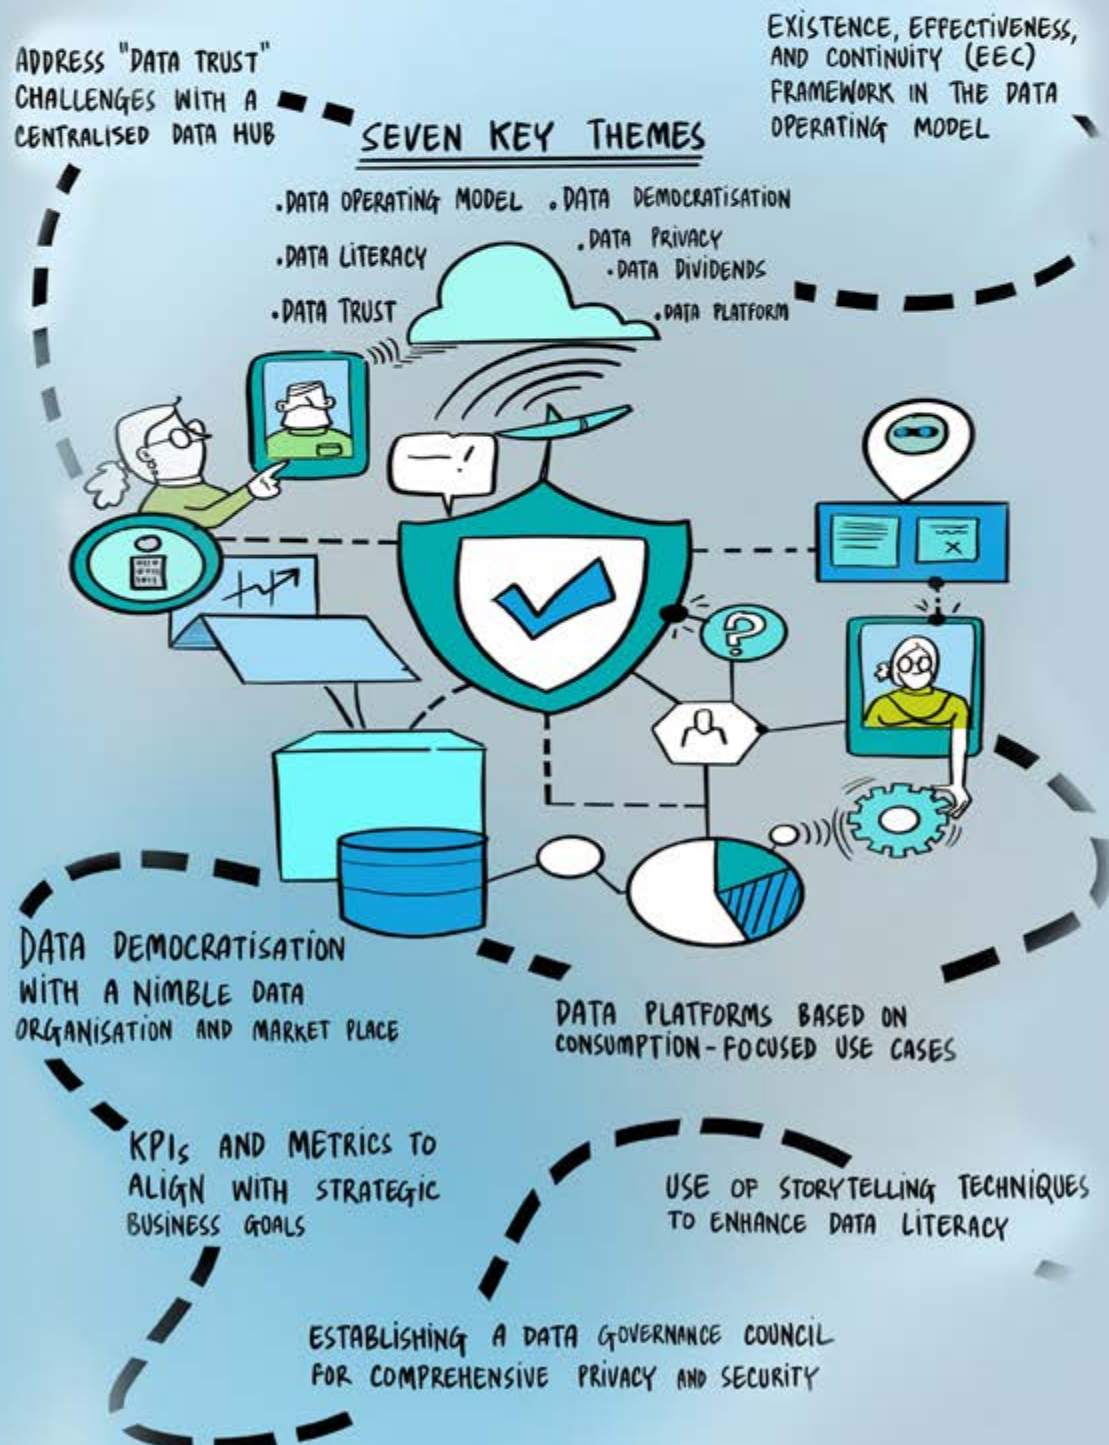 ADDRESS "DATA TRUST"
CHALLENGES WITH A
CENTRALISED DATA HUB
EXISTENCE, EFFECTIVENESS,
AND CONTINUITY (EEC)
FRAMEWORK IN THE DATA
OPERATING MODEL
SEVEN KEY THEMES
. DATA OPERATING MODEL
. DATA DEMOCRATISATION
. DATA LITERACY
. DATA PRIVACY
. DATA DIVIDENDS
. DATA TRUST
. DATA PLATFORM
?
DATA DEMOCRATISATION
WITH A NIMBLE DATA
ORGANISATION AND MARKET PLACE
DATA PLATFORMS BASED ON
CONSUMPTION-FOCUSED USE CASES
KPIs AND METRICS TO
ALIGN WITH STRATEGIC
BUSINESS GOALS
USE OF STORYTELLING TECHNIQUES
TO ENHANCE DATA LITERACY
ESTABLISHING A DATA GOVERNANCE COUNCIL
FOR COMPREHENSIVE PRIVACY AND SECURITY